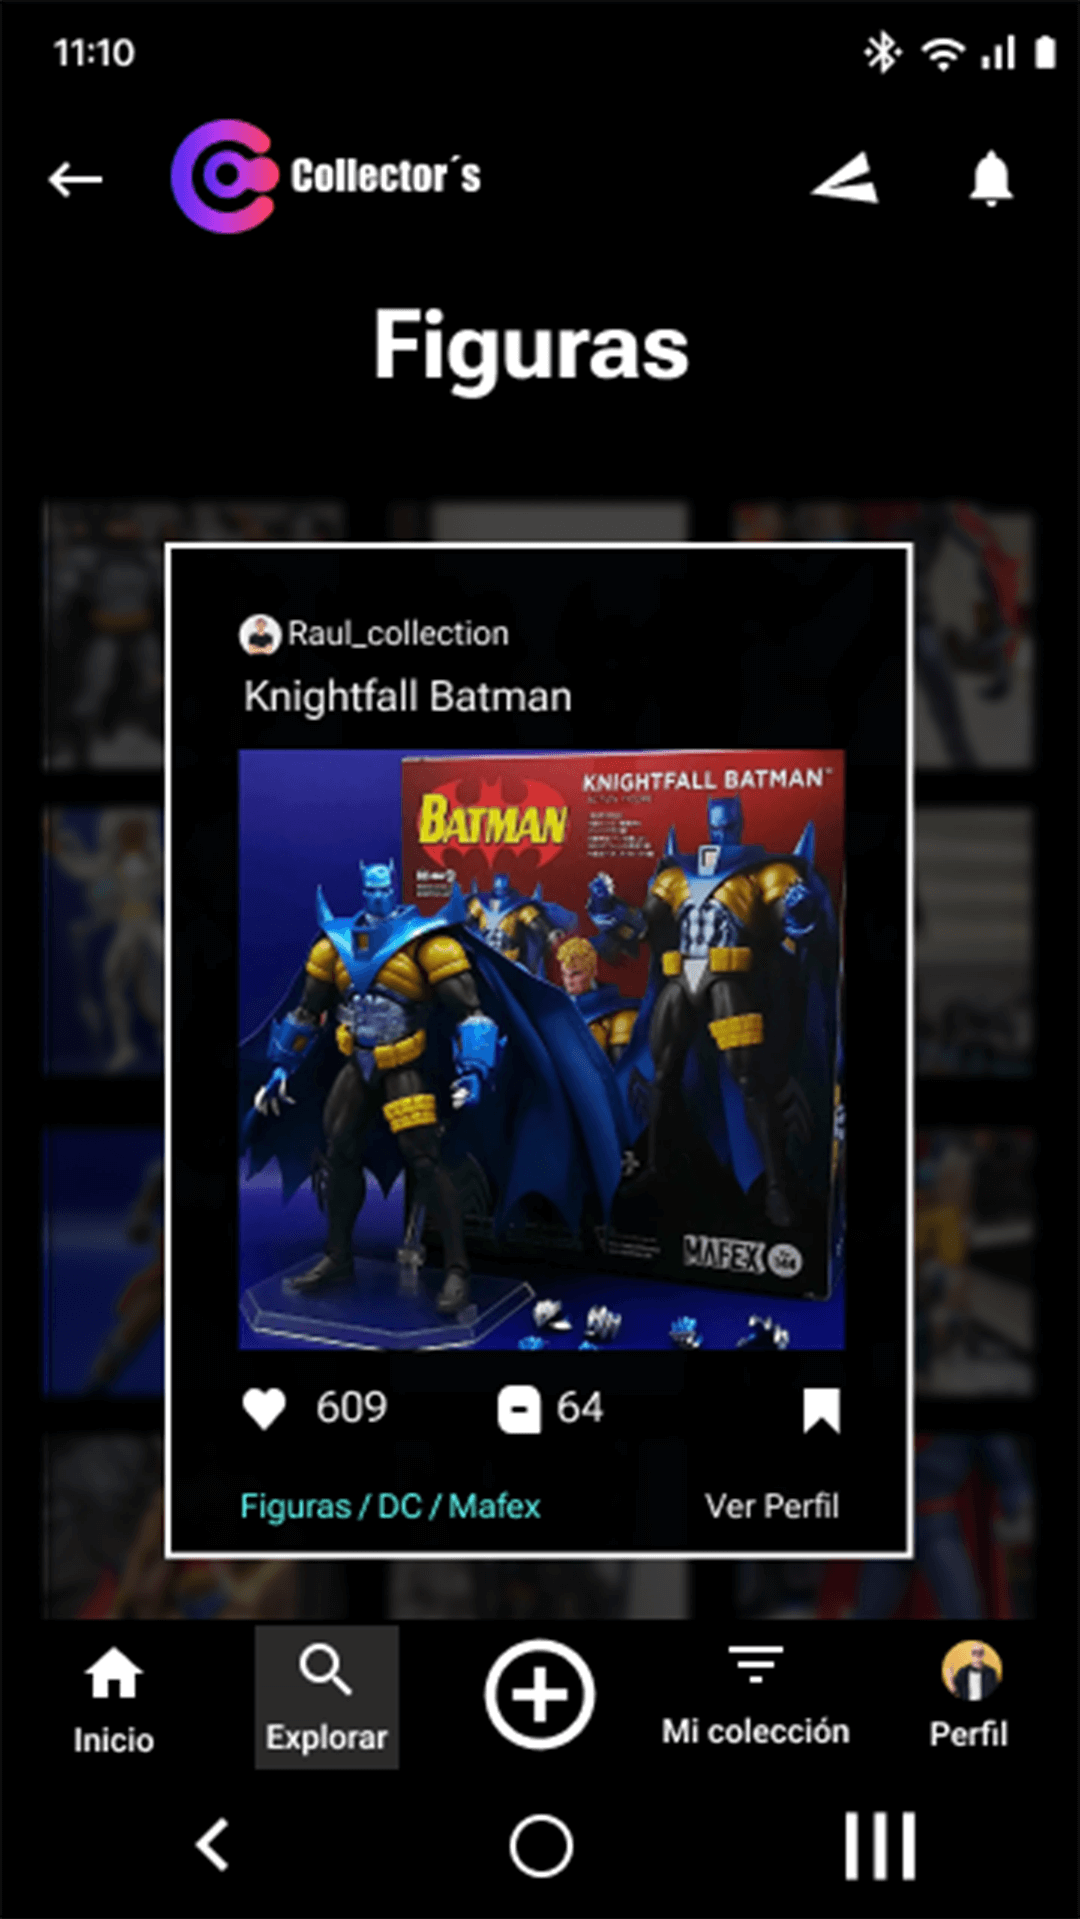 11:10
Collector´s
Figuras
Raul_collection
Knightfall Batman
KNIGHTFALL BATMAN
BATMAN
MAFEX
609
64
Figuras / DC / Mafex
Ver Perfil
Inicio
Explorar
Mi colección
Perfil